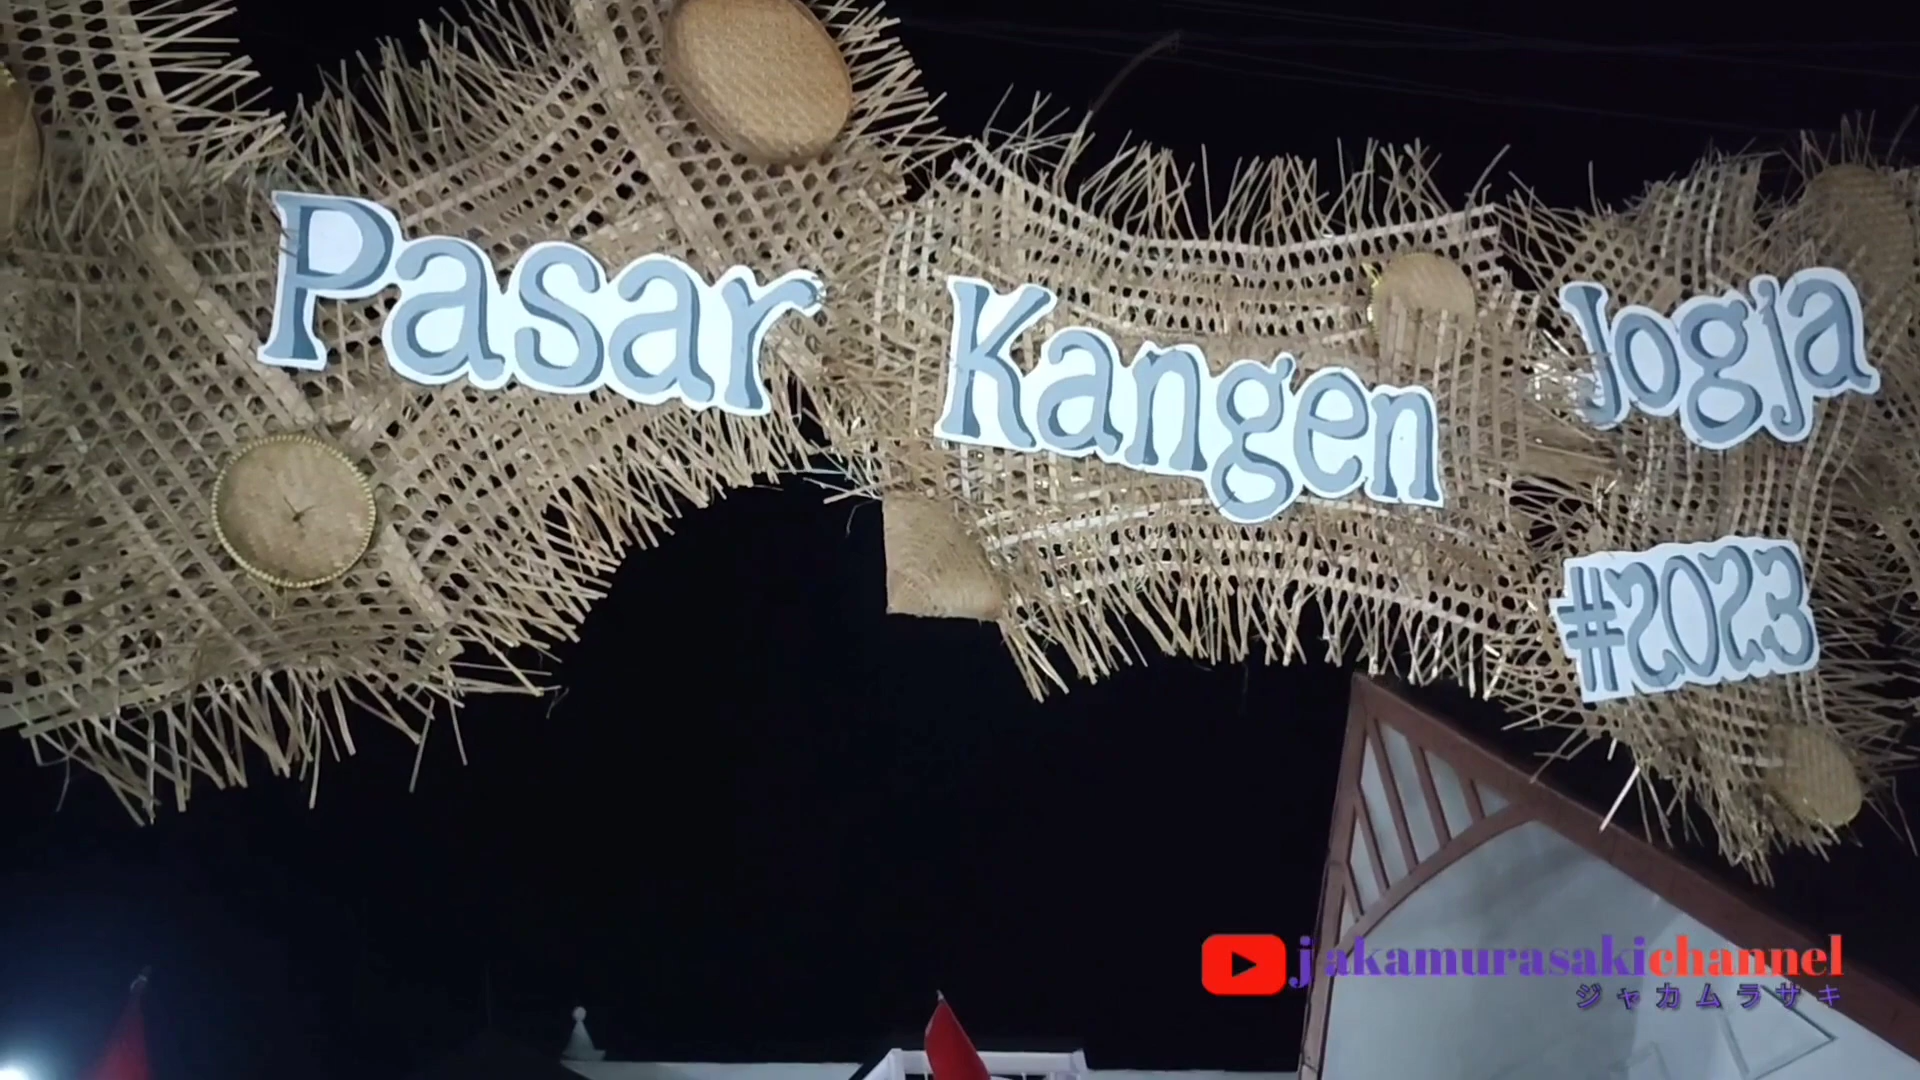 Pasar Kangen Jogja
#2023
jakamurasakichannel
ジャカムラサキ